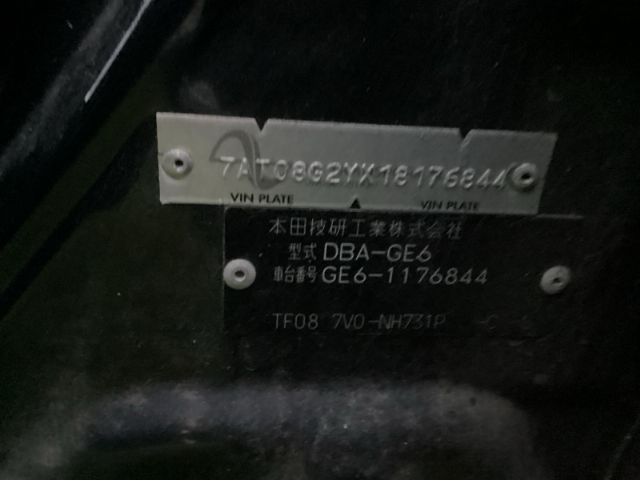 7AT08G2YX18176844
VIN PLATE ▲ VIN PLATE
本田技研工業株式会社
型式 DBA-GE6
車台番号 GE6-1176844
TF08 7V0-NH731P -C